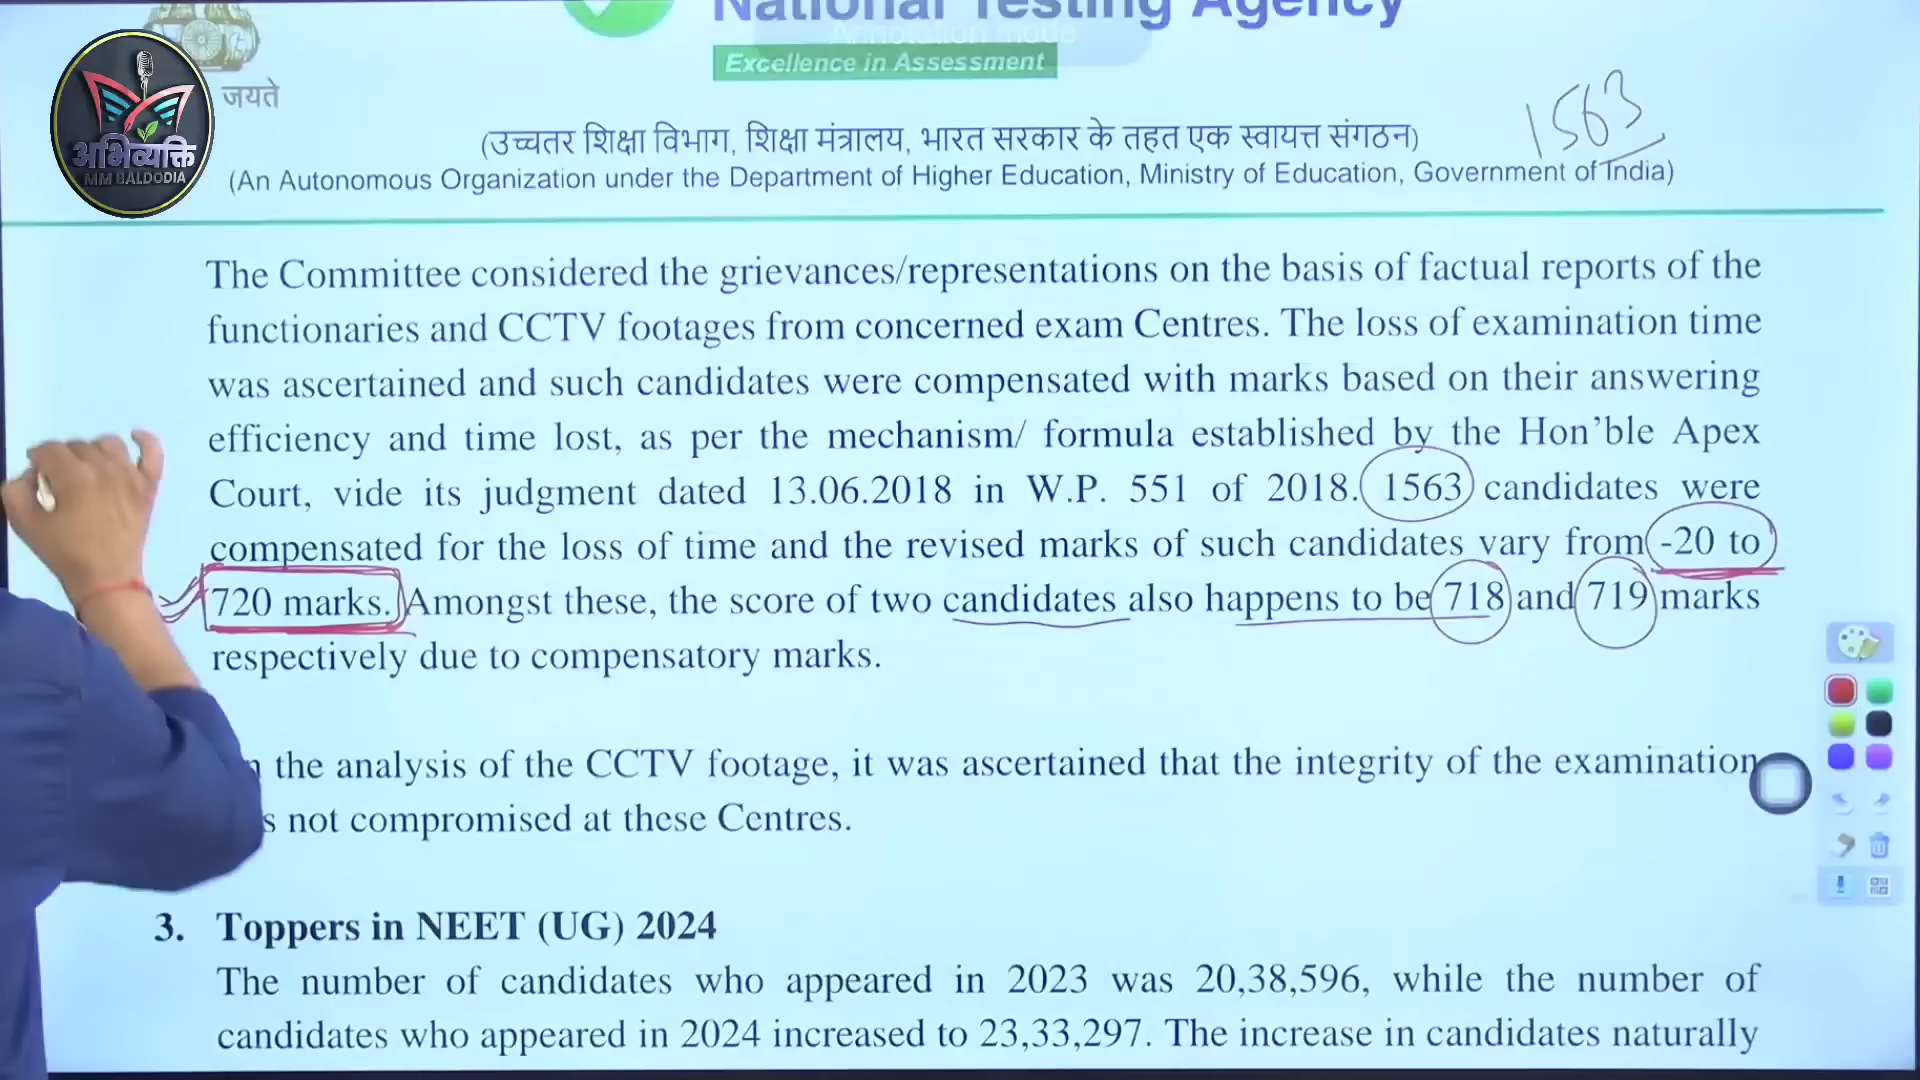 National Testing Agency
Annotation mode
Excellence in Assessment
जयते
अभिव्यक्ति
MM BALDODIA
1563
(उच्चतर शिक्षा विभाग, शिक्षा मंत्रालय, भारत सरकार के तहत एक स्वायत्त संगठन)
(An Autonomous Organization under the Department of Higher Education, Ministry of Education, Government of India)
The Committee considered the grievances/representations on the basis of factual reports of the
functionaries and CCTV footages from concerned exam Centres. The loss of examination time
was ascertained and such candidates were compensated with marks based on their answering
efficiency and time lost, as per the mechanism/ formula established by the Hon’ble Apex
Court, vide its judgment dated 13.06.2018 in W.P. 551 of 2018. 1563 candidates were
compensated for the loss of time and the revised marks of such candidates vary from -20 to
720 marks. Amongst these, the score of two candidates also happens to be 718 and 719 marks
respectively due to compensatory marks.
the analysis of the CCTV footage, it was ascertained that the integrity of the examination
not compromised at these Centres.
3. Toppers in NEET (UG) 2024
The number of candidates who appeared in 2023 was 20,38,596, while the number of
candidates who appeared in 2024 increased to 23,33,297. The increase in candidates naturally